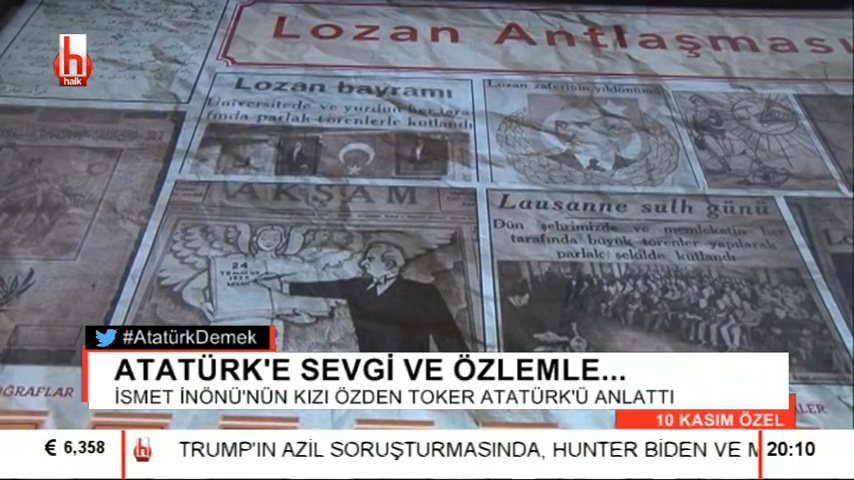 Lozan Antlaşması
halk
Lozan bayramı
Üniversitede ve yurdun her tara
fında parlak törenlerle kutlandı
Lozan zaferinin yıldönümü
AKŞAM
24
Lausanne sulh günü
Dün şehrimizde ve memleketin her
tarafında büyük törenler yapılarak
parlak şekilde kutlandı
#AtatürkDemek
ATATÜRK'E SEVGİ VE ÖZLEMLE...
İSMET İNÖNÜ'NÜN KIZI ÖZDEN TOKER ATATÜRK'Ü ANLATTI
OĞRAFLAR
LER
10 KASIM ÖZEL
€ 6,358
TRUMP'IN AZİL SORUŞTURMASINDA, HUNTER BIDEN VE M
20:10